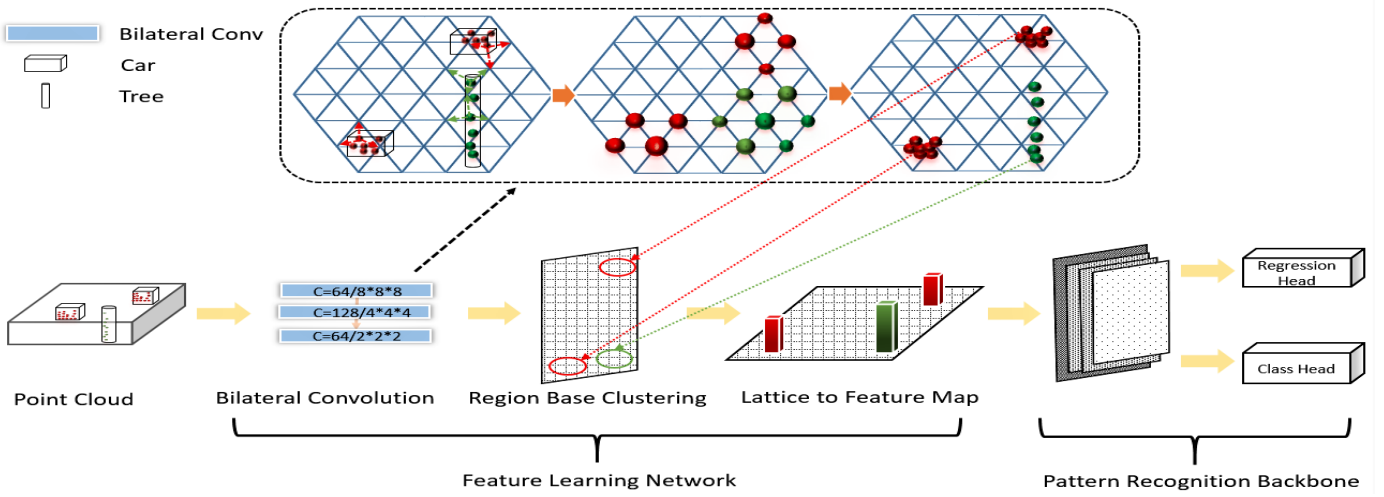 Bilateral Conv
Car
Tree
C=64/8*8*8
C=128/4*4*4
C=64/2*2*2
Regression
Head
Class Head
Point Cloud
Bilateral Convolution
Region Base Clustering
Lattice to Feature Map
Feature Learning Network
Pattern Recognition Backbone